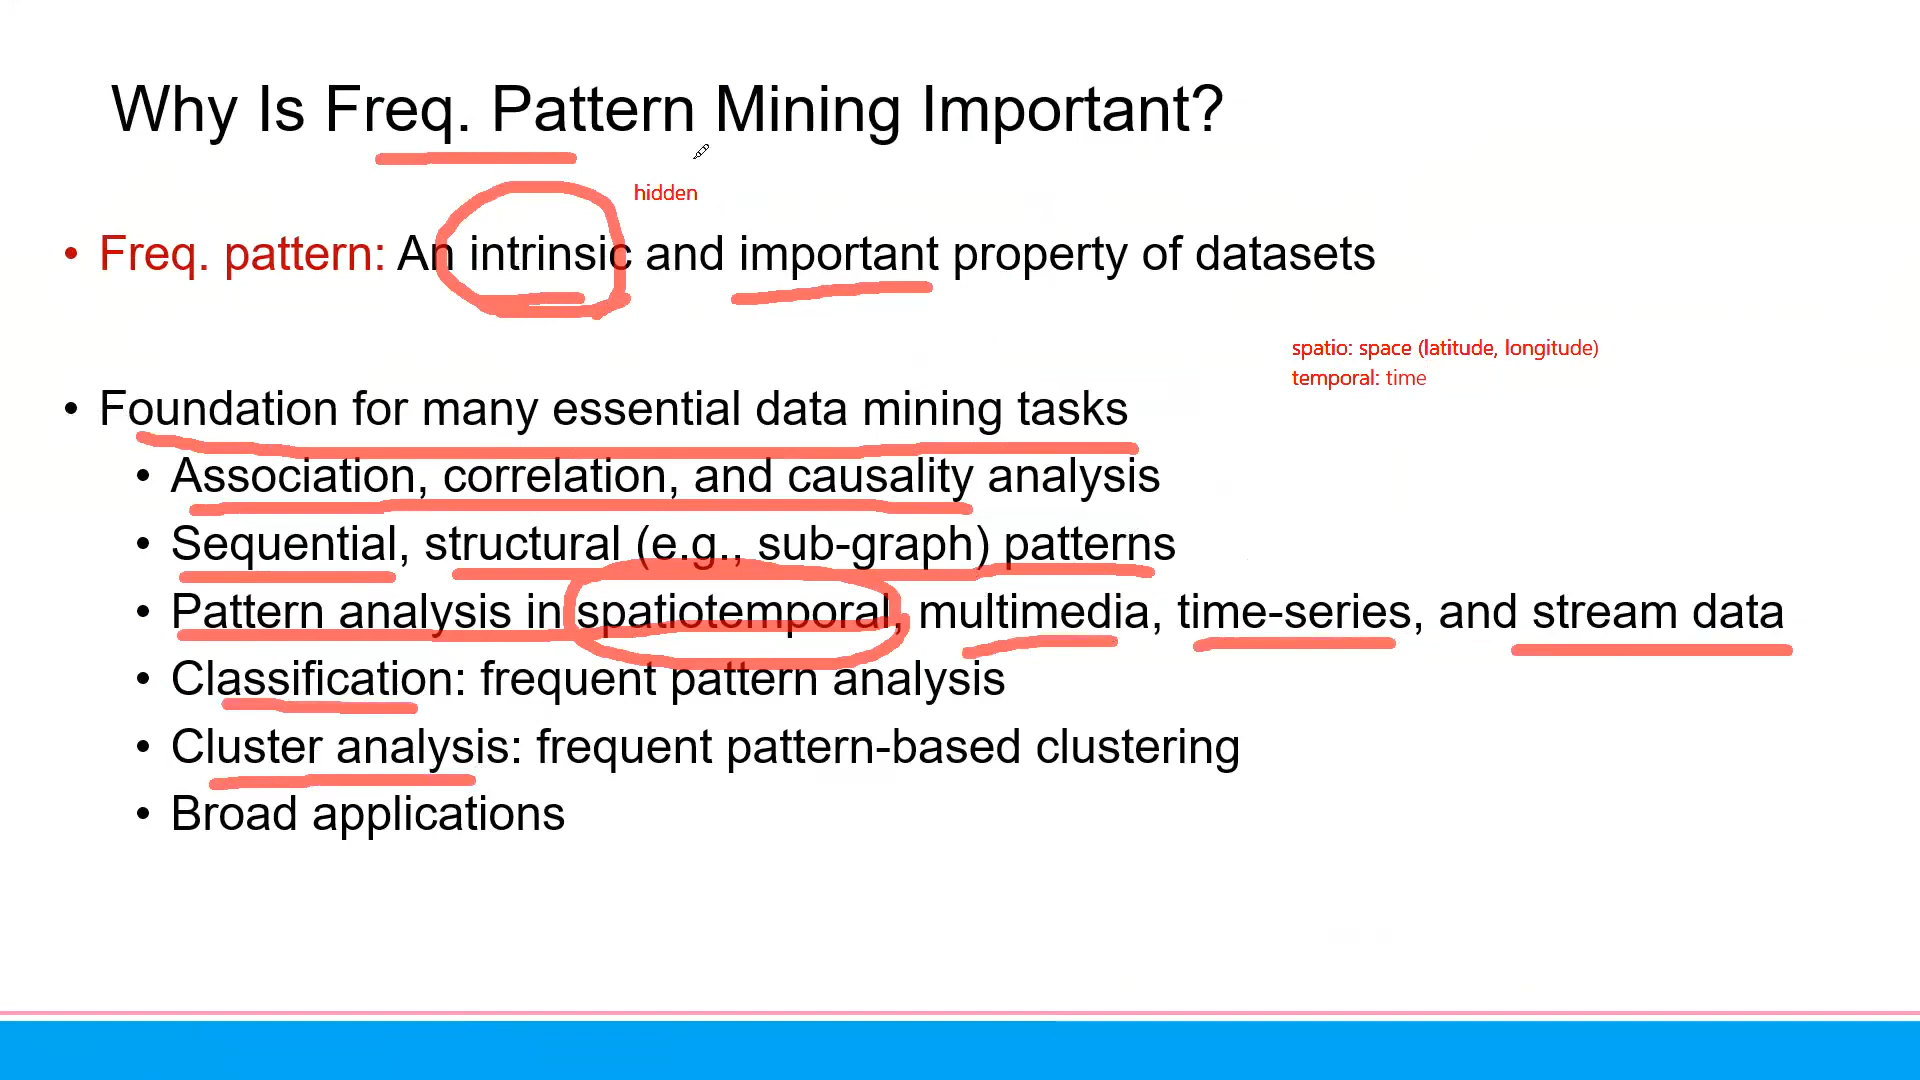 Why Is Freq. Pattern Mining Important?
hidden
• Freq. pattern: An intrinsic and important property of datasets
spatio: space (latitude, longitude)
temporal: time
• Foundation for many essential data mining tasks
• Association, correlation, and causality analysis
• Sequential, structural (e.g., sub-graph) patterns
• Pattern analysis in spatiotemporal, multimedia, time-series, and stream data
• Classification: frequent pattern analysis
• Cluster analysis: frequent pattern-based clustering
• Broad applications